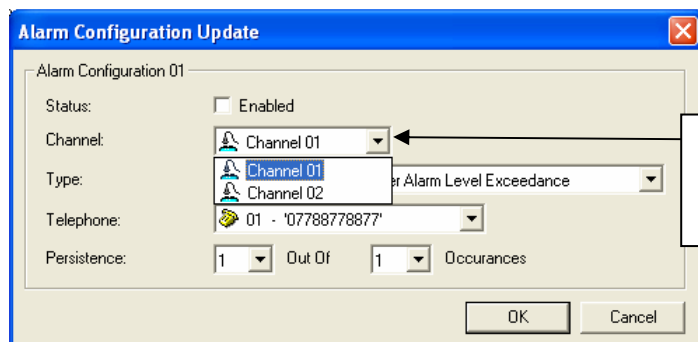 Alarm Configuration Update
Alarm Configuration 01
Status: Enabled
Channel: Channel 01
Channel 01
Type: er Alarm Level Exceedance
Channel 02
Telephone: 01 - '07788778877'
Persistence: 1 Out Of 1 Occurances
OK Cancel